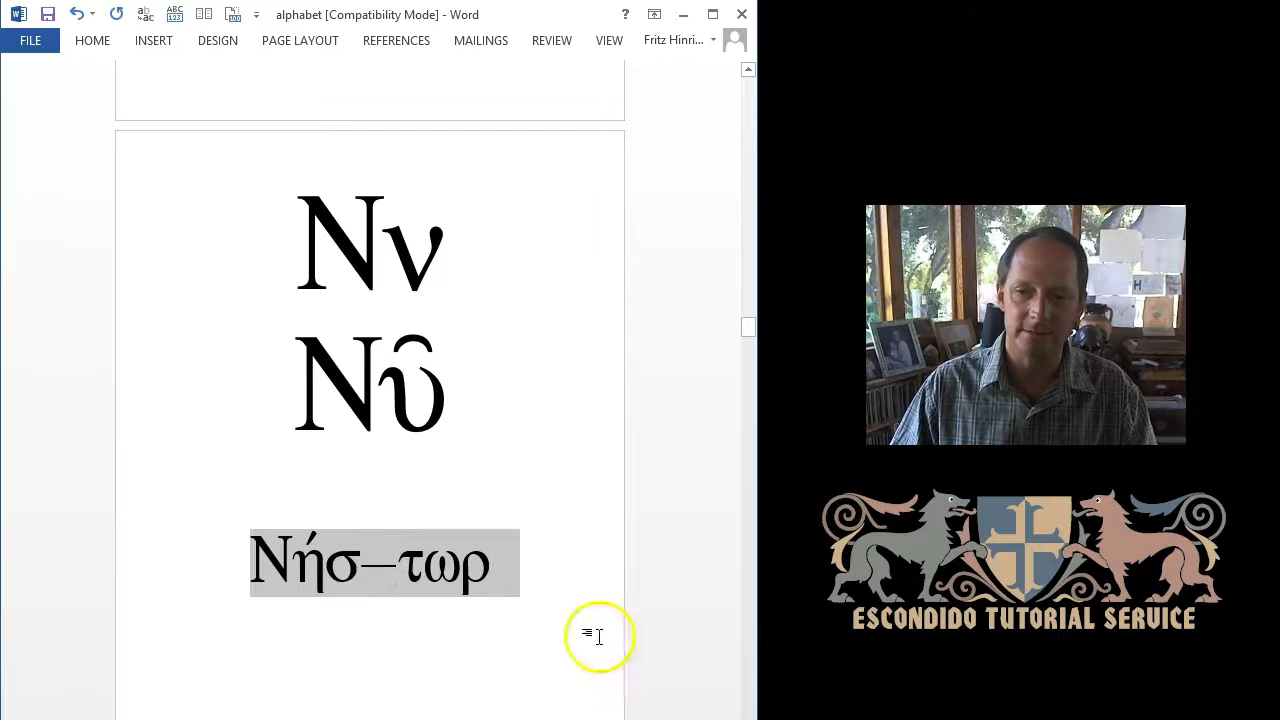 alphabet [Compatibility Mode] - Word
FILE HOME INSERT DESIGN PAGE LAYOUT REFERENCES MAILINGS REVIEW VIEW Fritz Hinri...
Νν
Νῦ
Νήσ–τωρ
ESCONDIDO TUTORIAL SERVICE